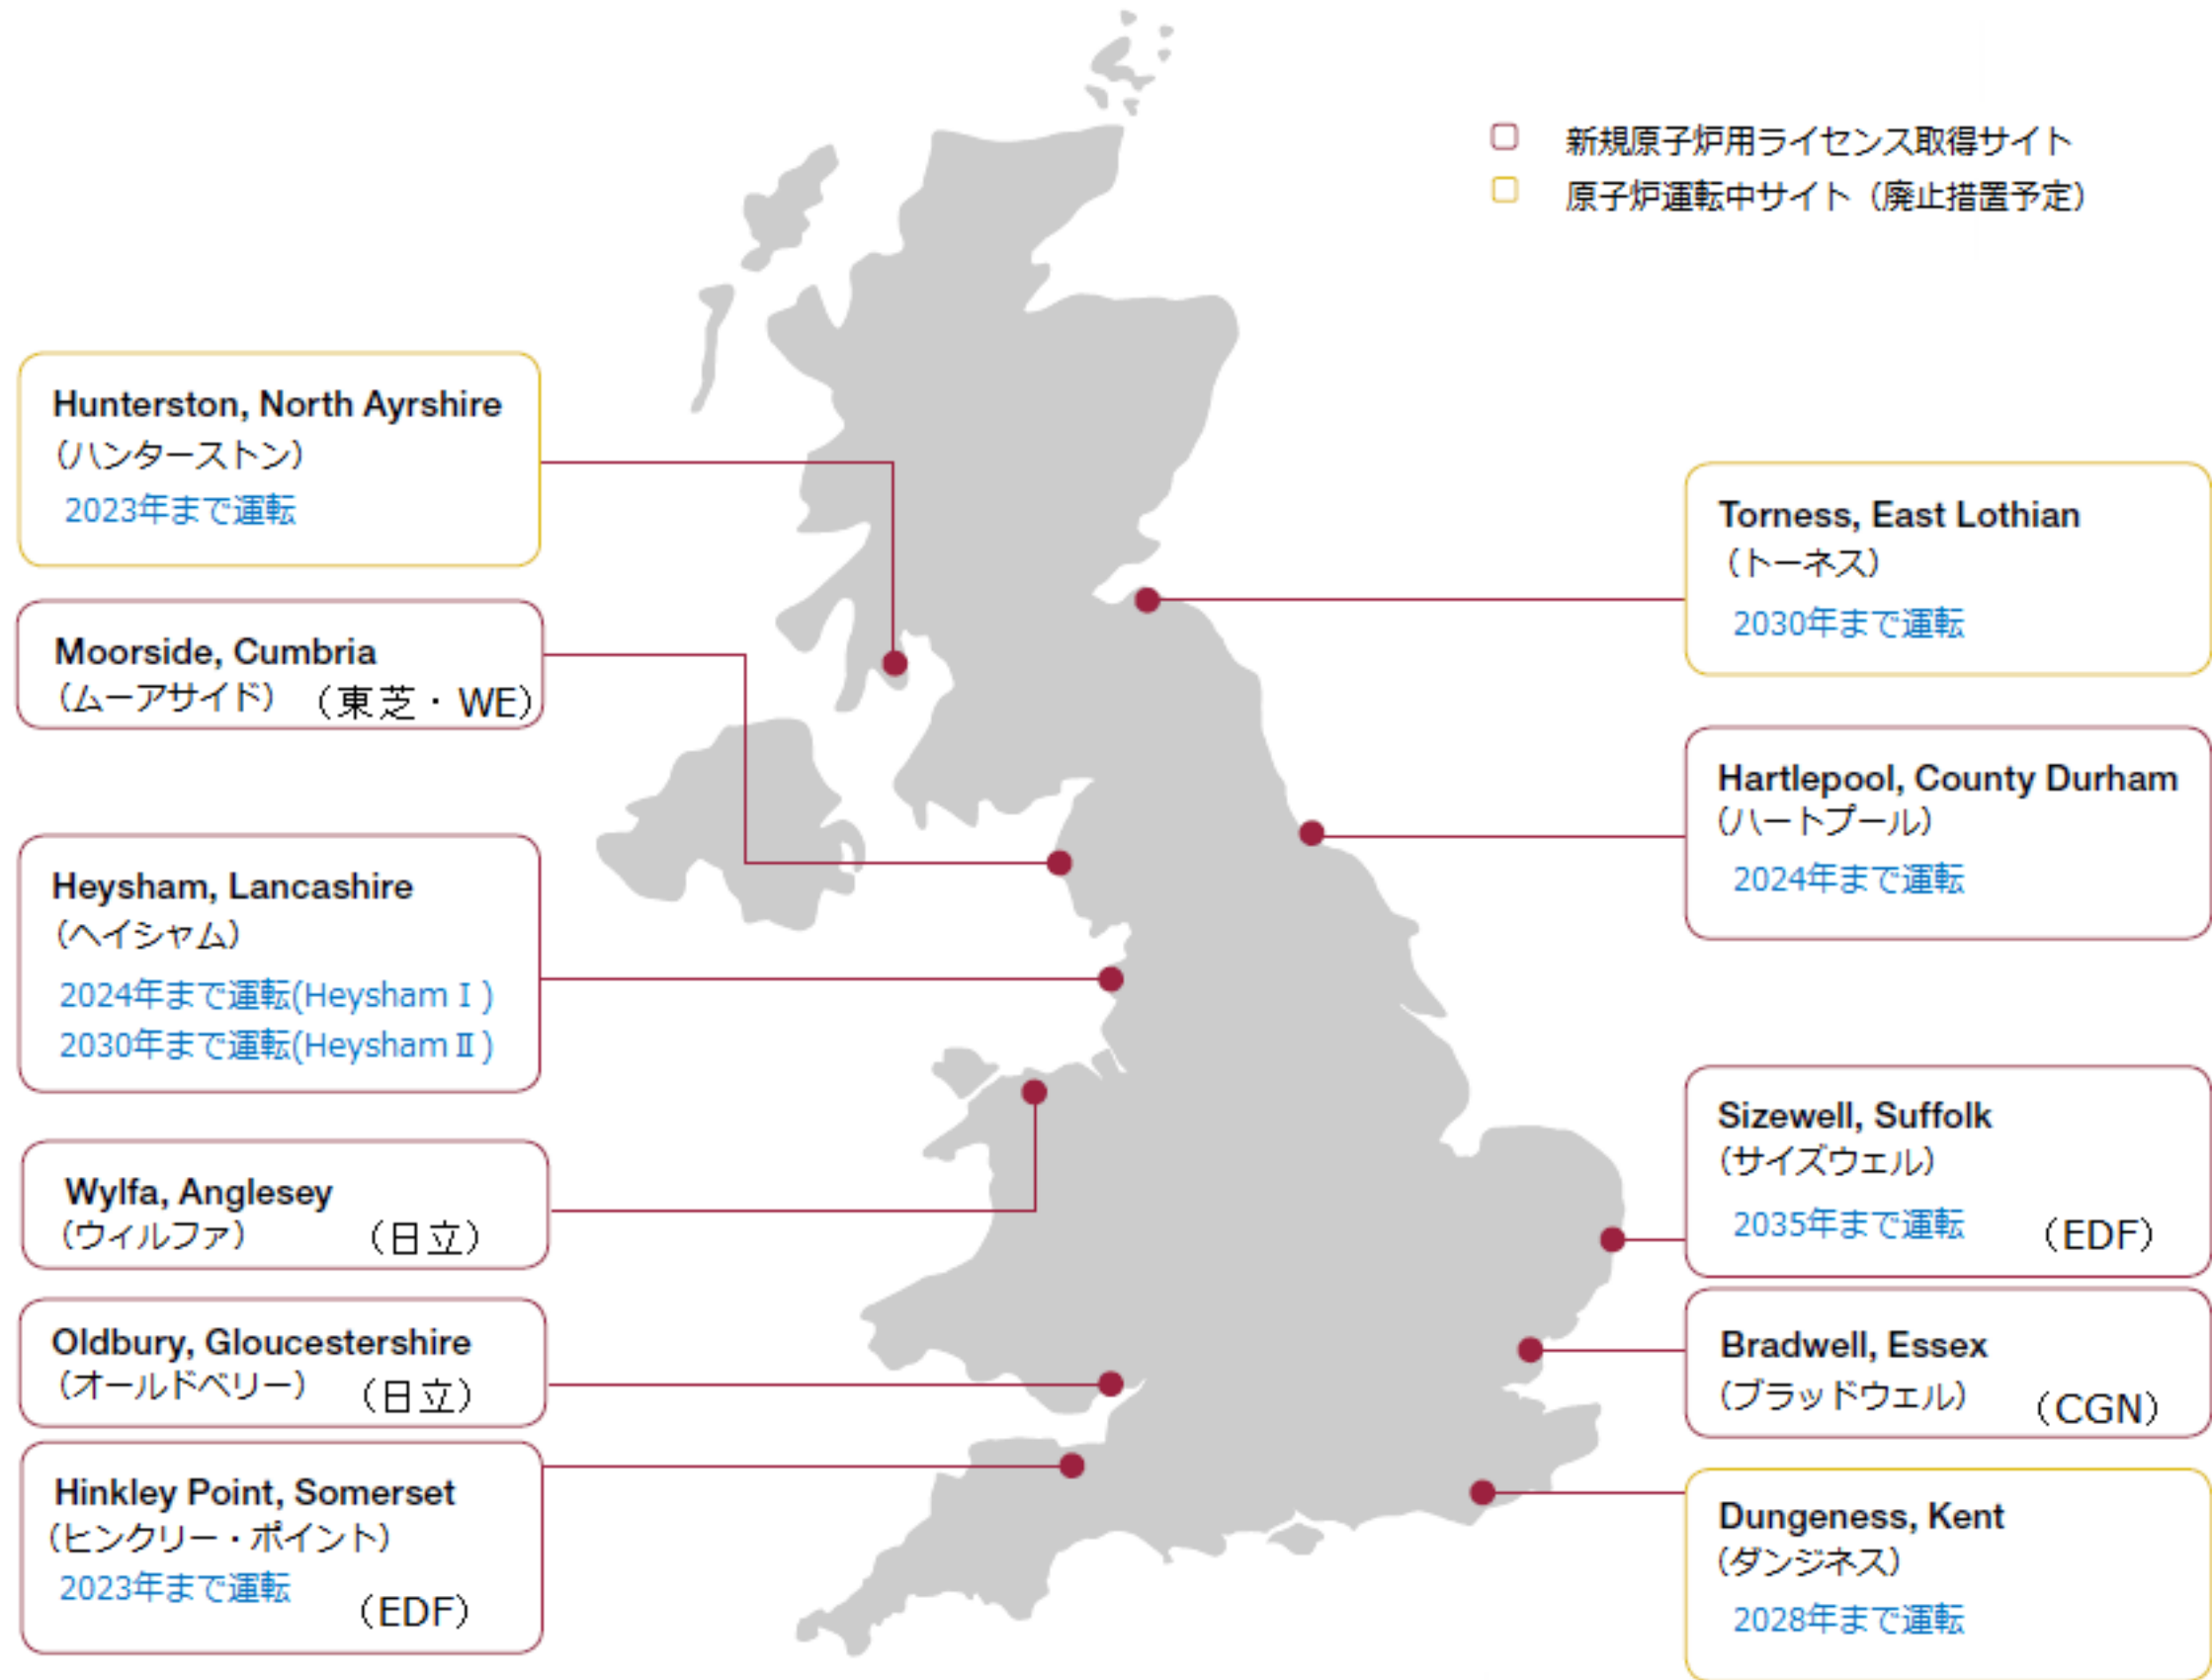 新規原子炉用ライセンス取得サイト
原子炉運転中サイト（廃止措置予定）
Hunterston, North Ayrshire
（ハンターストン）
2023年まで運転
Moorside, Cumbria
（ムーアサイド） （東芝・WE）
Heysham, Lancashire
（ヘイシャム）
2024年まで運転(HeyshamⅠ)
2030年まで運転(HeyshamⅡ)
Wylfa, Anglesey
（ウィルファ） （日立）
Oldbury, Gloucestershire
（オールドベリー） （日立）
Hinkley Point, Somerset
（ヒンクリー・ポイント）
2023年まで運転
（EDF）
Torness, East Lothian
（トーネス）
2030年まで運転
Hartlepool, County Durham
（ハートプール）
2024年まで運転
Sizewell, Suffolk
（サイズウェル）
2035年まで運転 （EDF）
Bradwell, Essex
（ブラッドウェル） （CGN）
Dungeness, Kent
（ダンジネス）
2028年まで運転